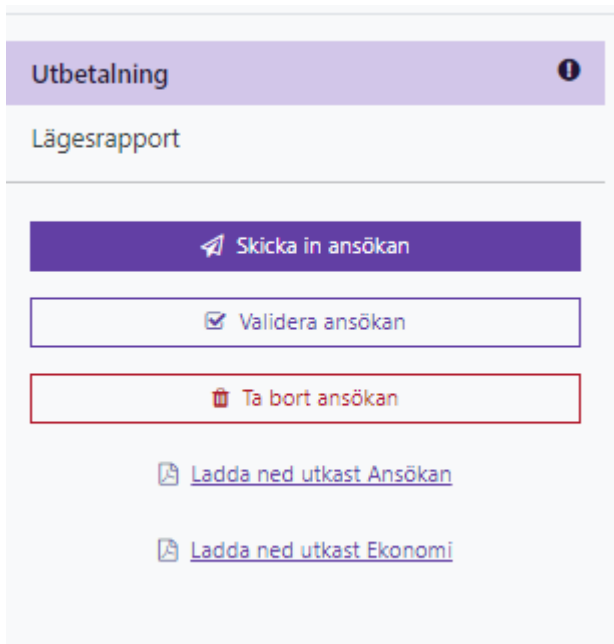 Utbetalning
Lägesrapport
Skicka in ansökan
Validera ansökan
Ta bort ansökan
Ladda ned utkast Ansökan
Ladda ned utkast Ekonomi